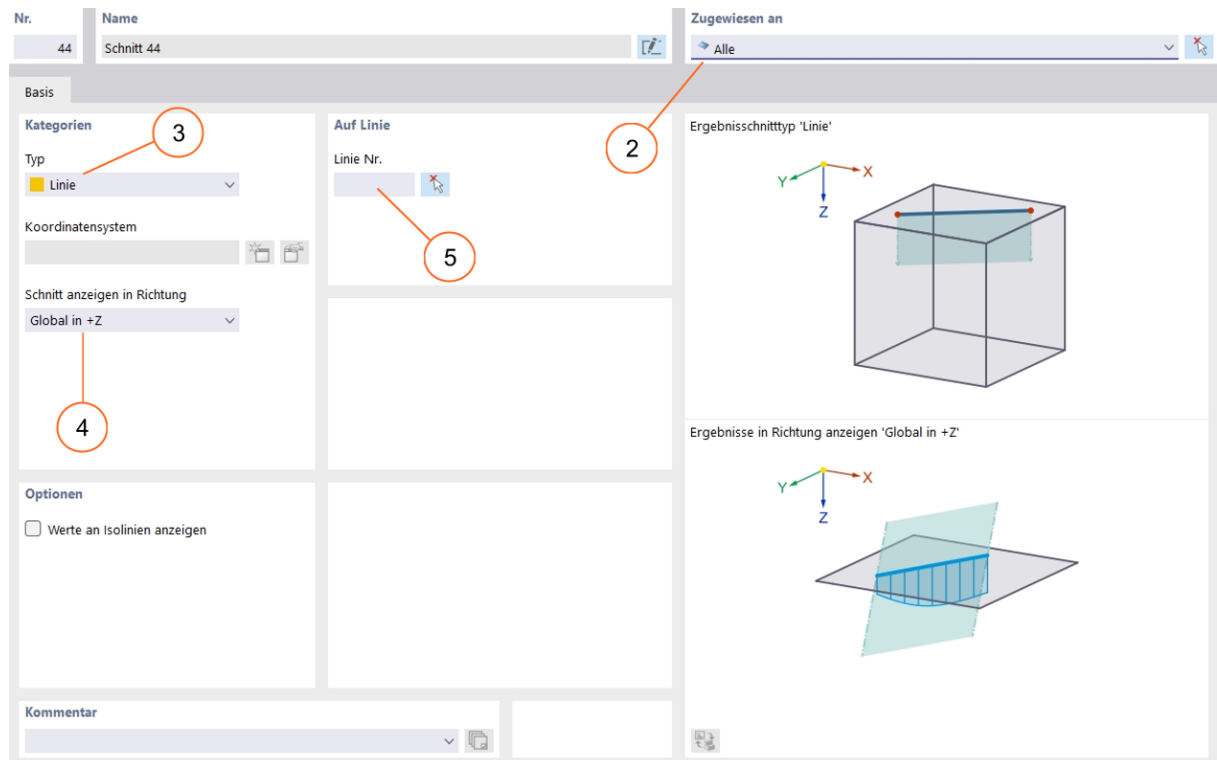 Nr.
Name
Zugewiesen an
44
Schnitt 44
Alle
Basis
Kategorien
3
Typ
Linie
Koordinatensystem
Schnitt anzeigen in Richtung
Global in +Z
4
Auf Linie
2
Linie Nr.
5
Optionen
Werte an Isolinien anzeigen
Kommentar
Ergebnisschnitttyp 'Linie'
X
Y
Z
Ergebnisse in Richtung anzeigen 'Global in +Z'
X
Y
Z